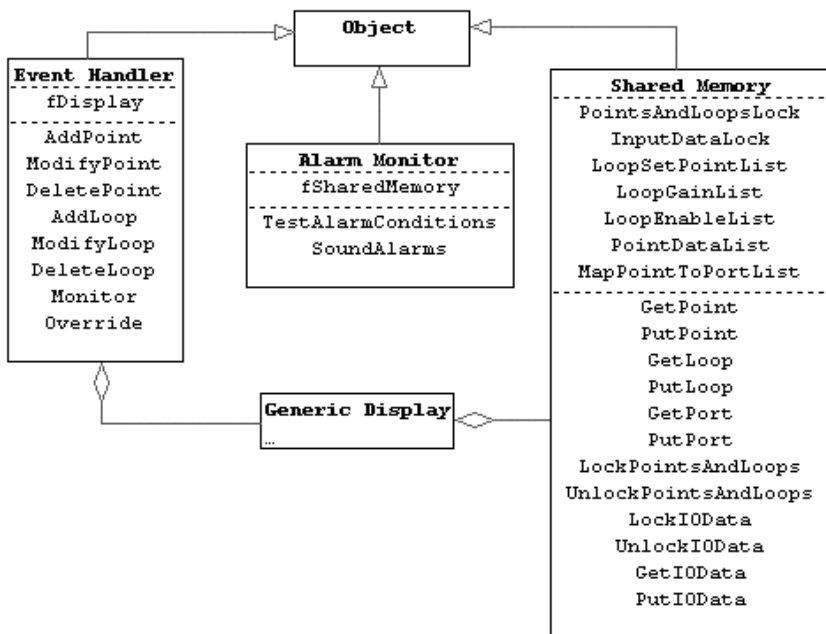 Object
Event Handler
fDisplay
AddPoint
ModifyPoint
DeletePoint
AddLoop
ModifyLoop
DeleteLoop
Monitor
Override
Alarm Monitor
fSharedMemory
TestAlarmConditions
SoundAlarms
Generic Display
...
Shared Memory
PointsAndLoopsLock
InputDataLock
LoopSetPointList
LoopGainList
LoopEnableList
PointDataList
MapPointToPortList
GetPoint
PutPoint
GetLoop
PutLoop
GetPort
PutPort
LockPointsAndLoops
UnlockPointsAndLoops
LockIOData
UnlockIOData
GetIOData
PutIOData